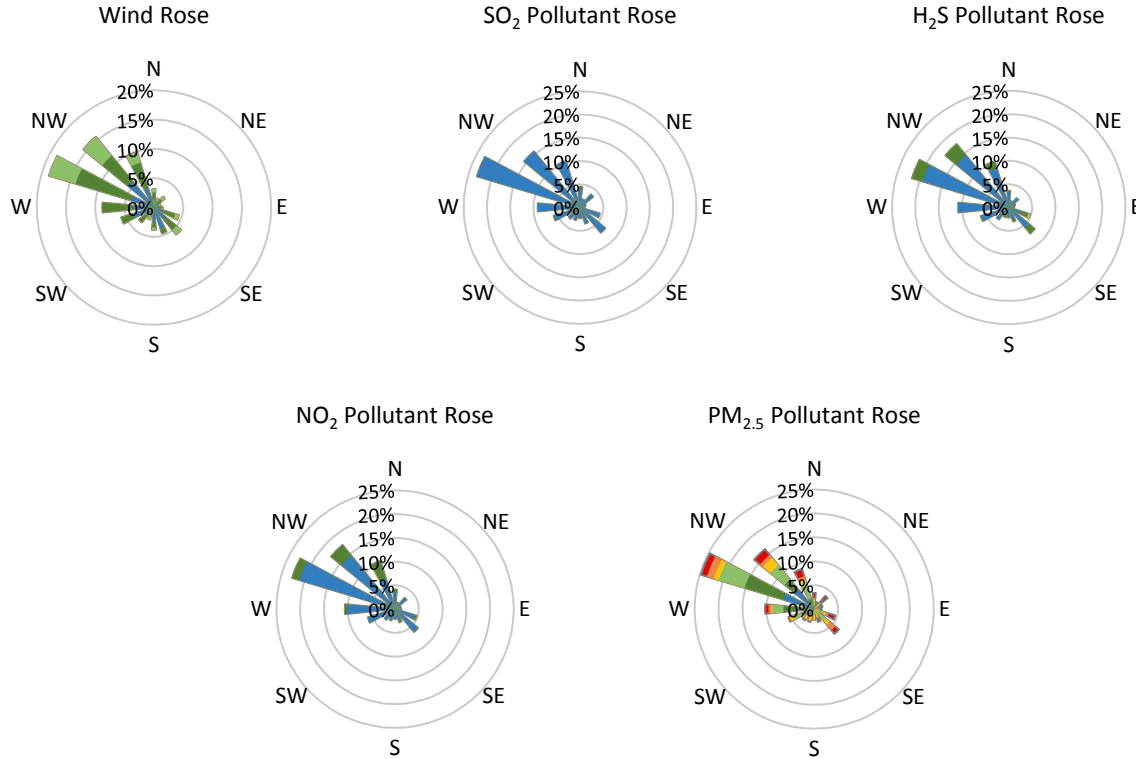 Wind Rose
N
NE
E
SE
S
SW
W
NW
20%
15%
10%
5%
0%
SO₂ Pollutant Rose
N
NE
E
SE
S
SW
W
NW
25%
20%
15%
10%
5%
0%
H₂S Pollutant Rose
N
NE
E
SE
S
SW
W
NW
25%
20%
15%
10%
5%
0%
NO₂ Pollutant Rose
N
NE
E
SE
S
SW
W
NW
25%
20%
15%
10%
5%
0%
PM₂.₅ Pollutant Rose
N
NE
E
SE
S
SW
W
NW
25%
20%
15%
10%
5%
0%